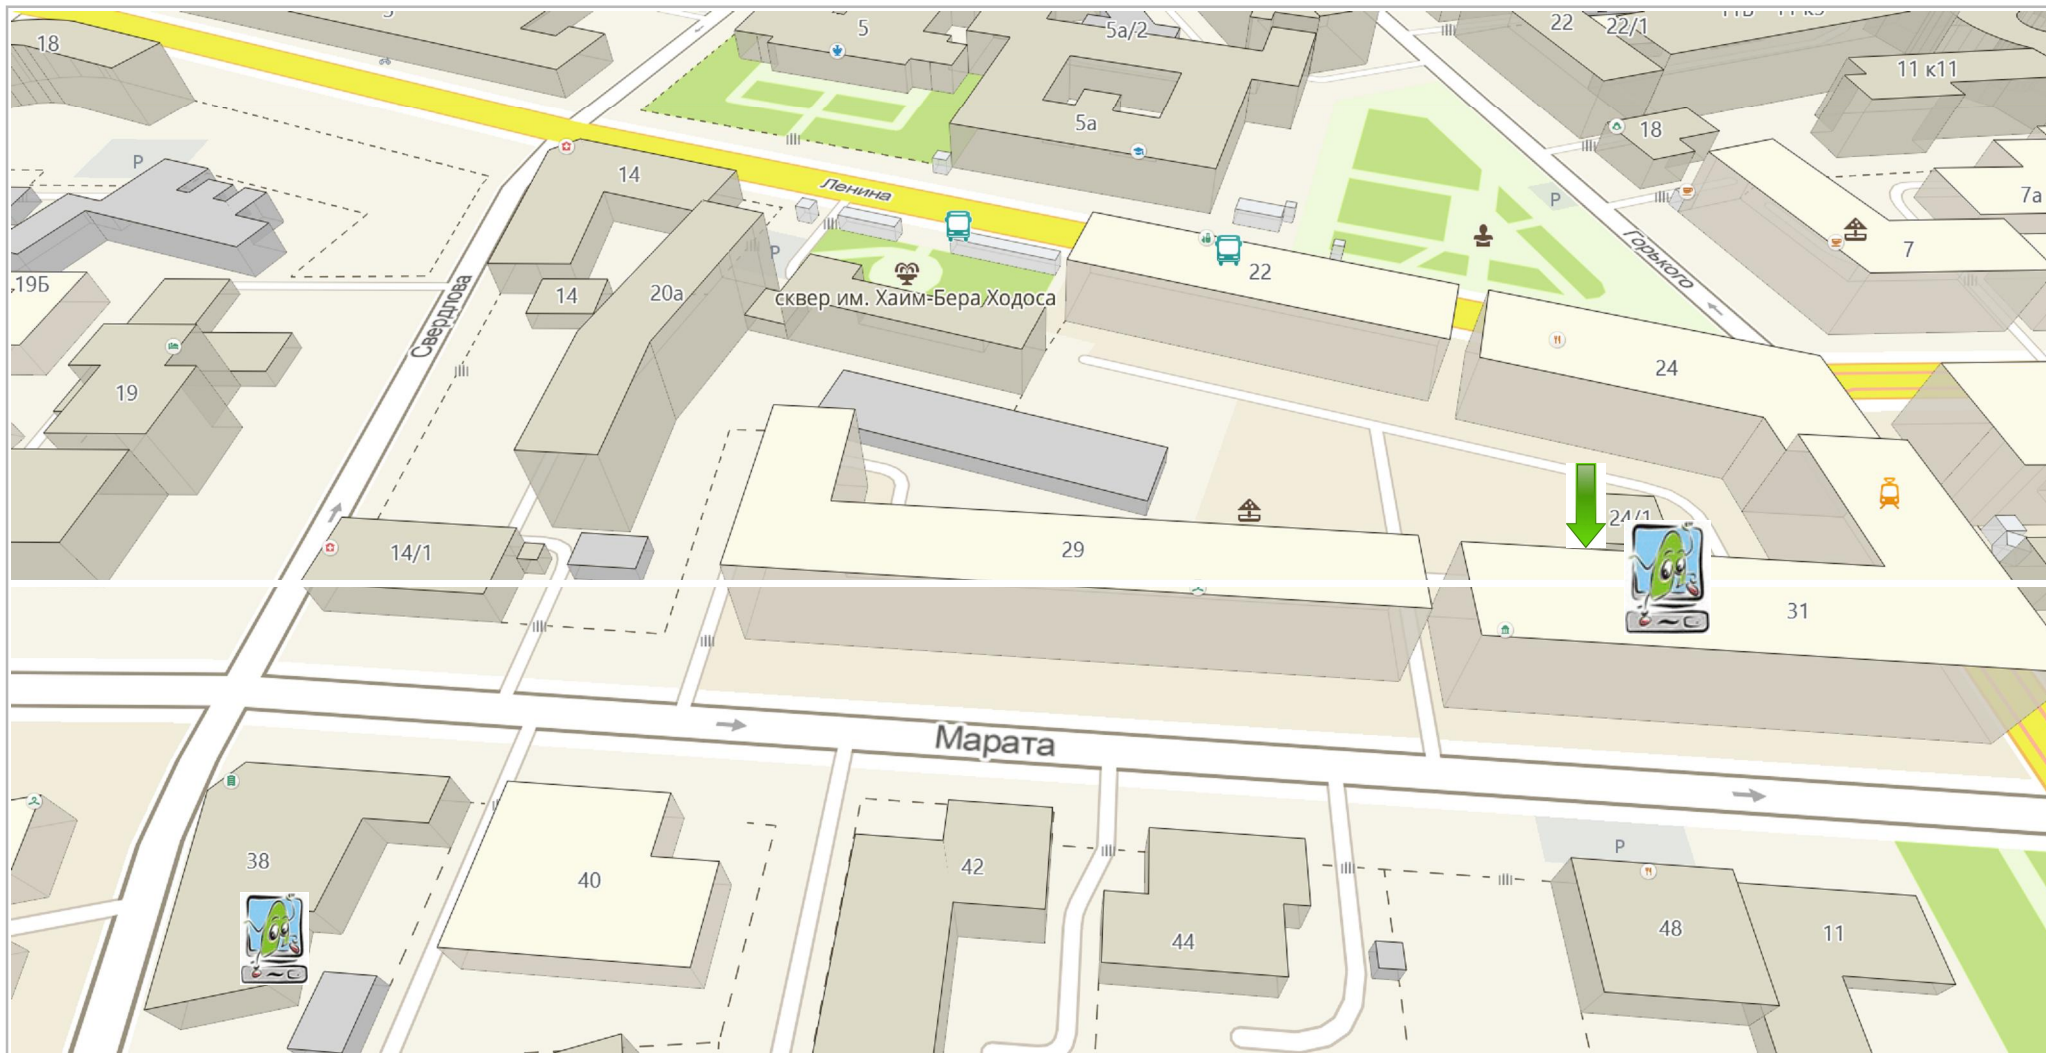 18
5
5а/2
22
22/1
11 к11
5а
18
Р
14
Ленина
7а
Р
7
Горького
Р
22
19Б
14
20а
сквер им. Хаим-Бера Ходоса
Свердлова
24
19
24/1
14/1
29
31
Марата
38
40
42
Р
44
48
11